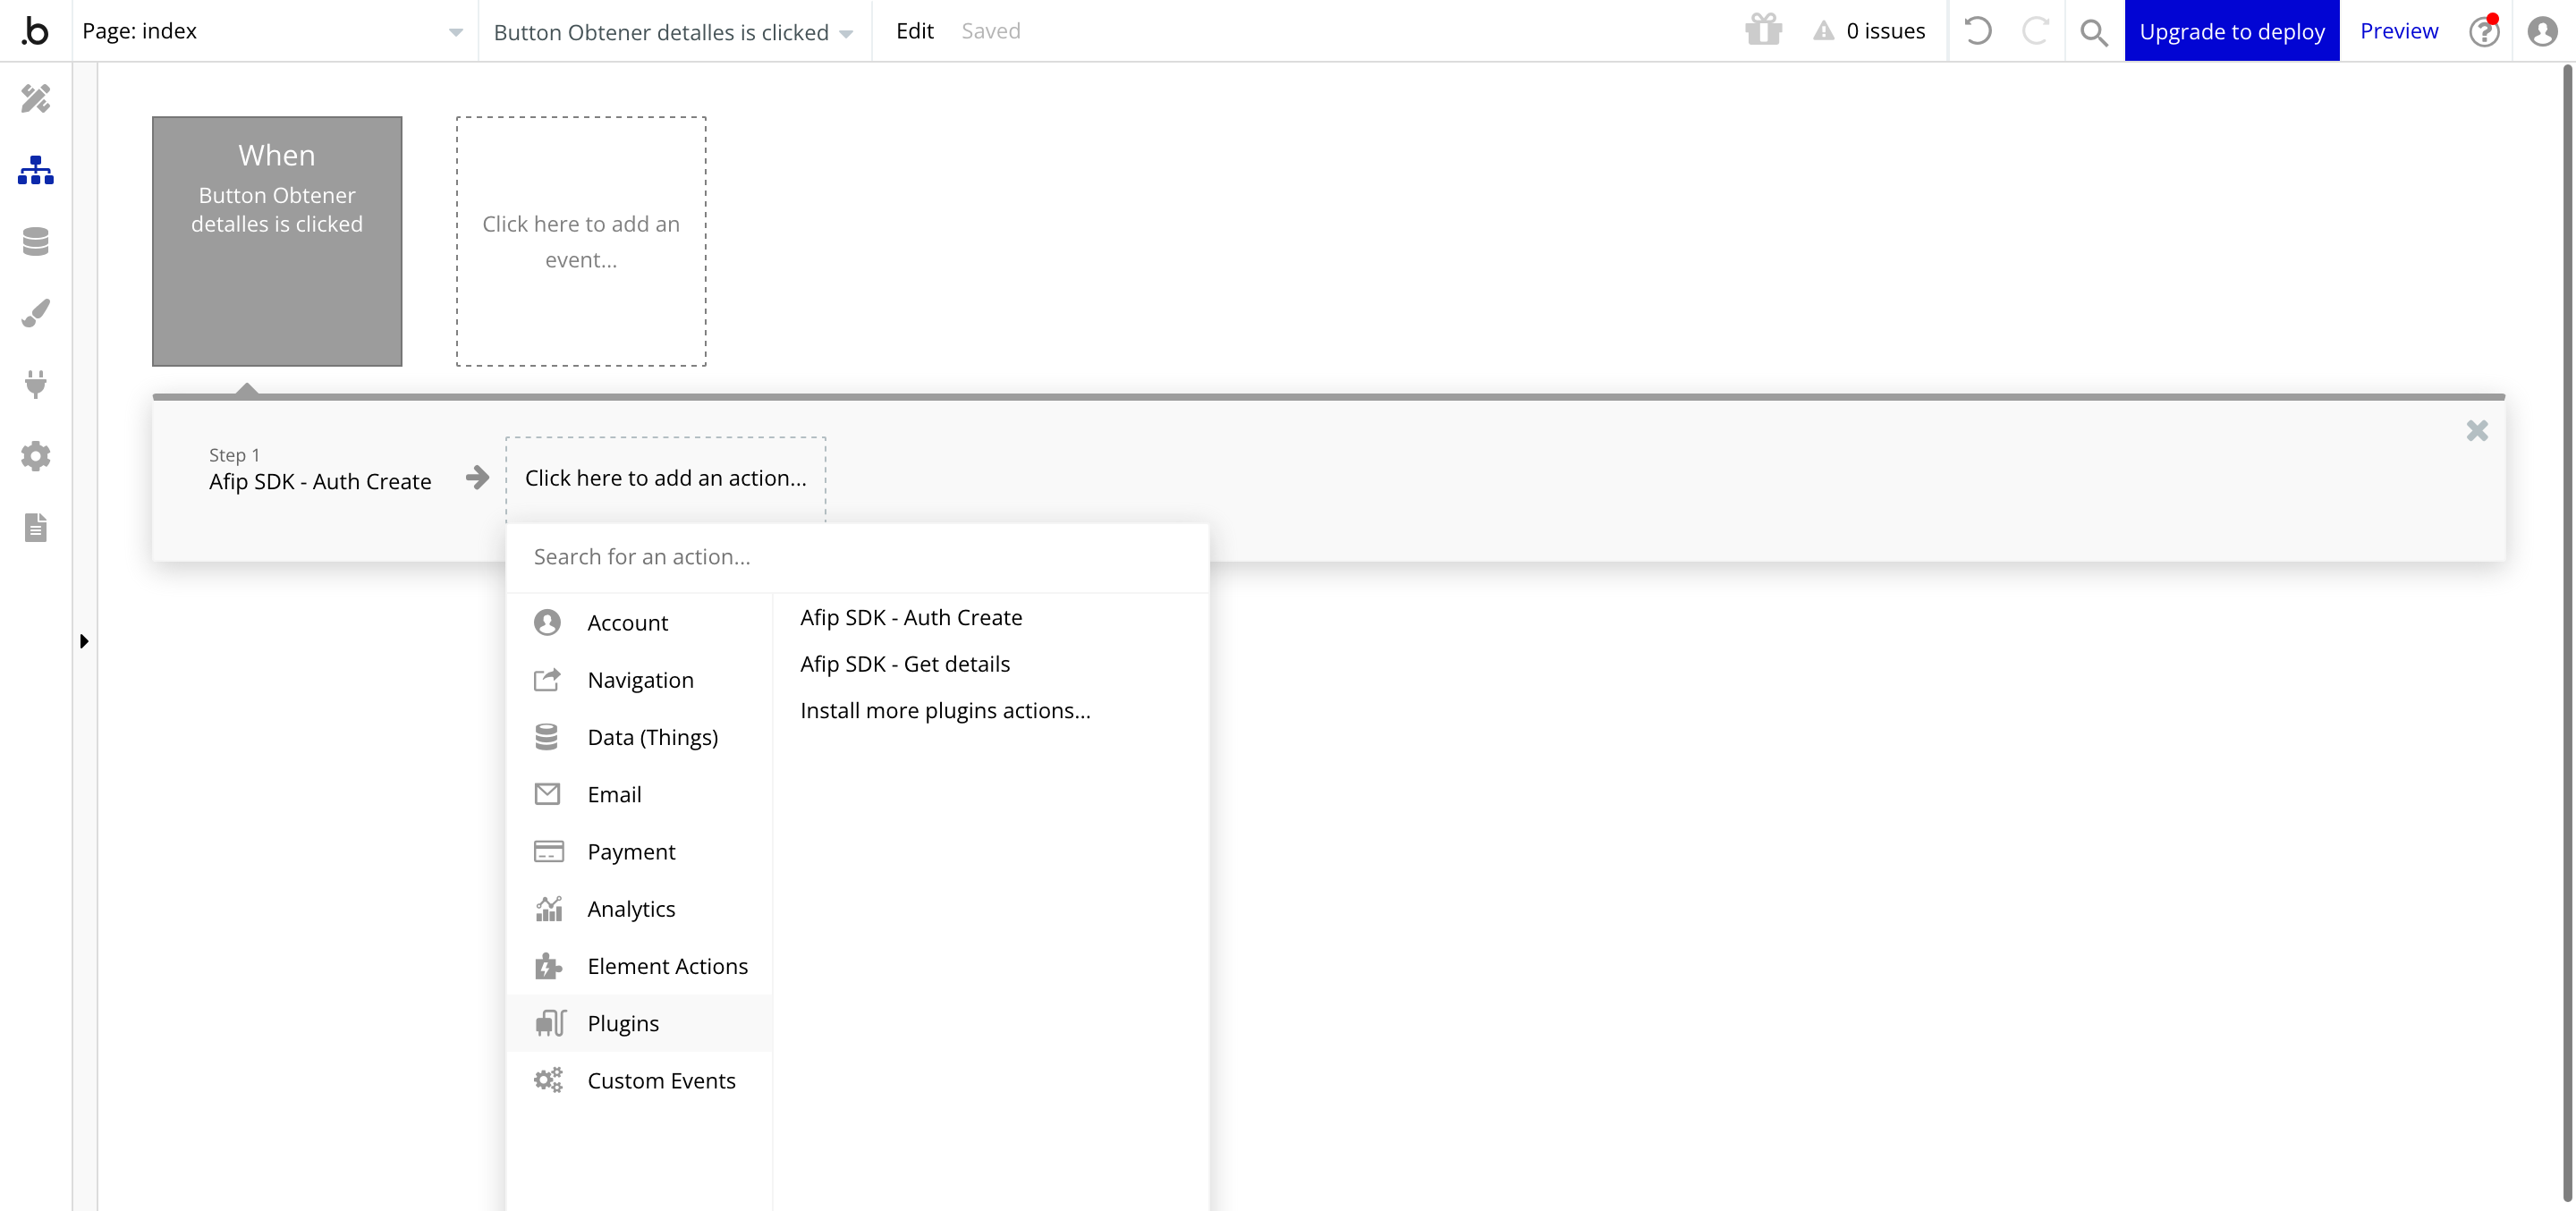 .b
Page: index
Button Obtener detalles is clicked
Edit
Saved
0 issues
Upgrade to deploy
Preview
When
Button Obtener
detalles is clicked
Click here to add an
event...
Step 1
Afip SDK - Auth Create
Click here to add an action...
Search for an action...
Account
Navigation
Data (Things)
Email
Payment
Analytics
Element Actions
Plugins
Custom Events
Afip SDK - Auth Create
Afip SDK - Get details
Install more plugins actions...